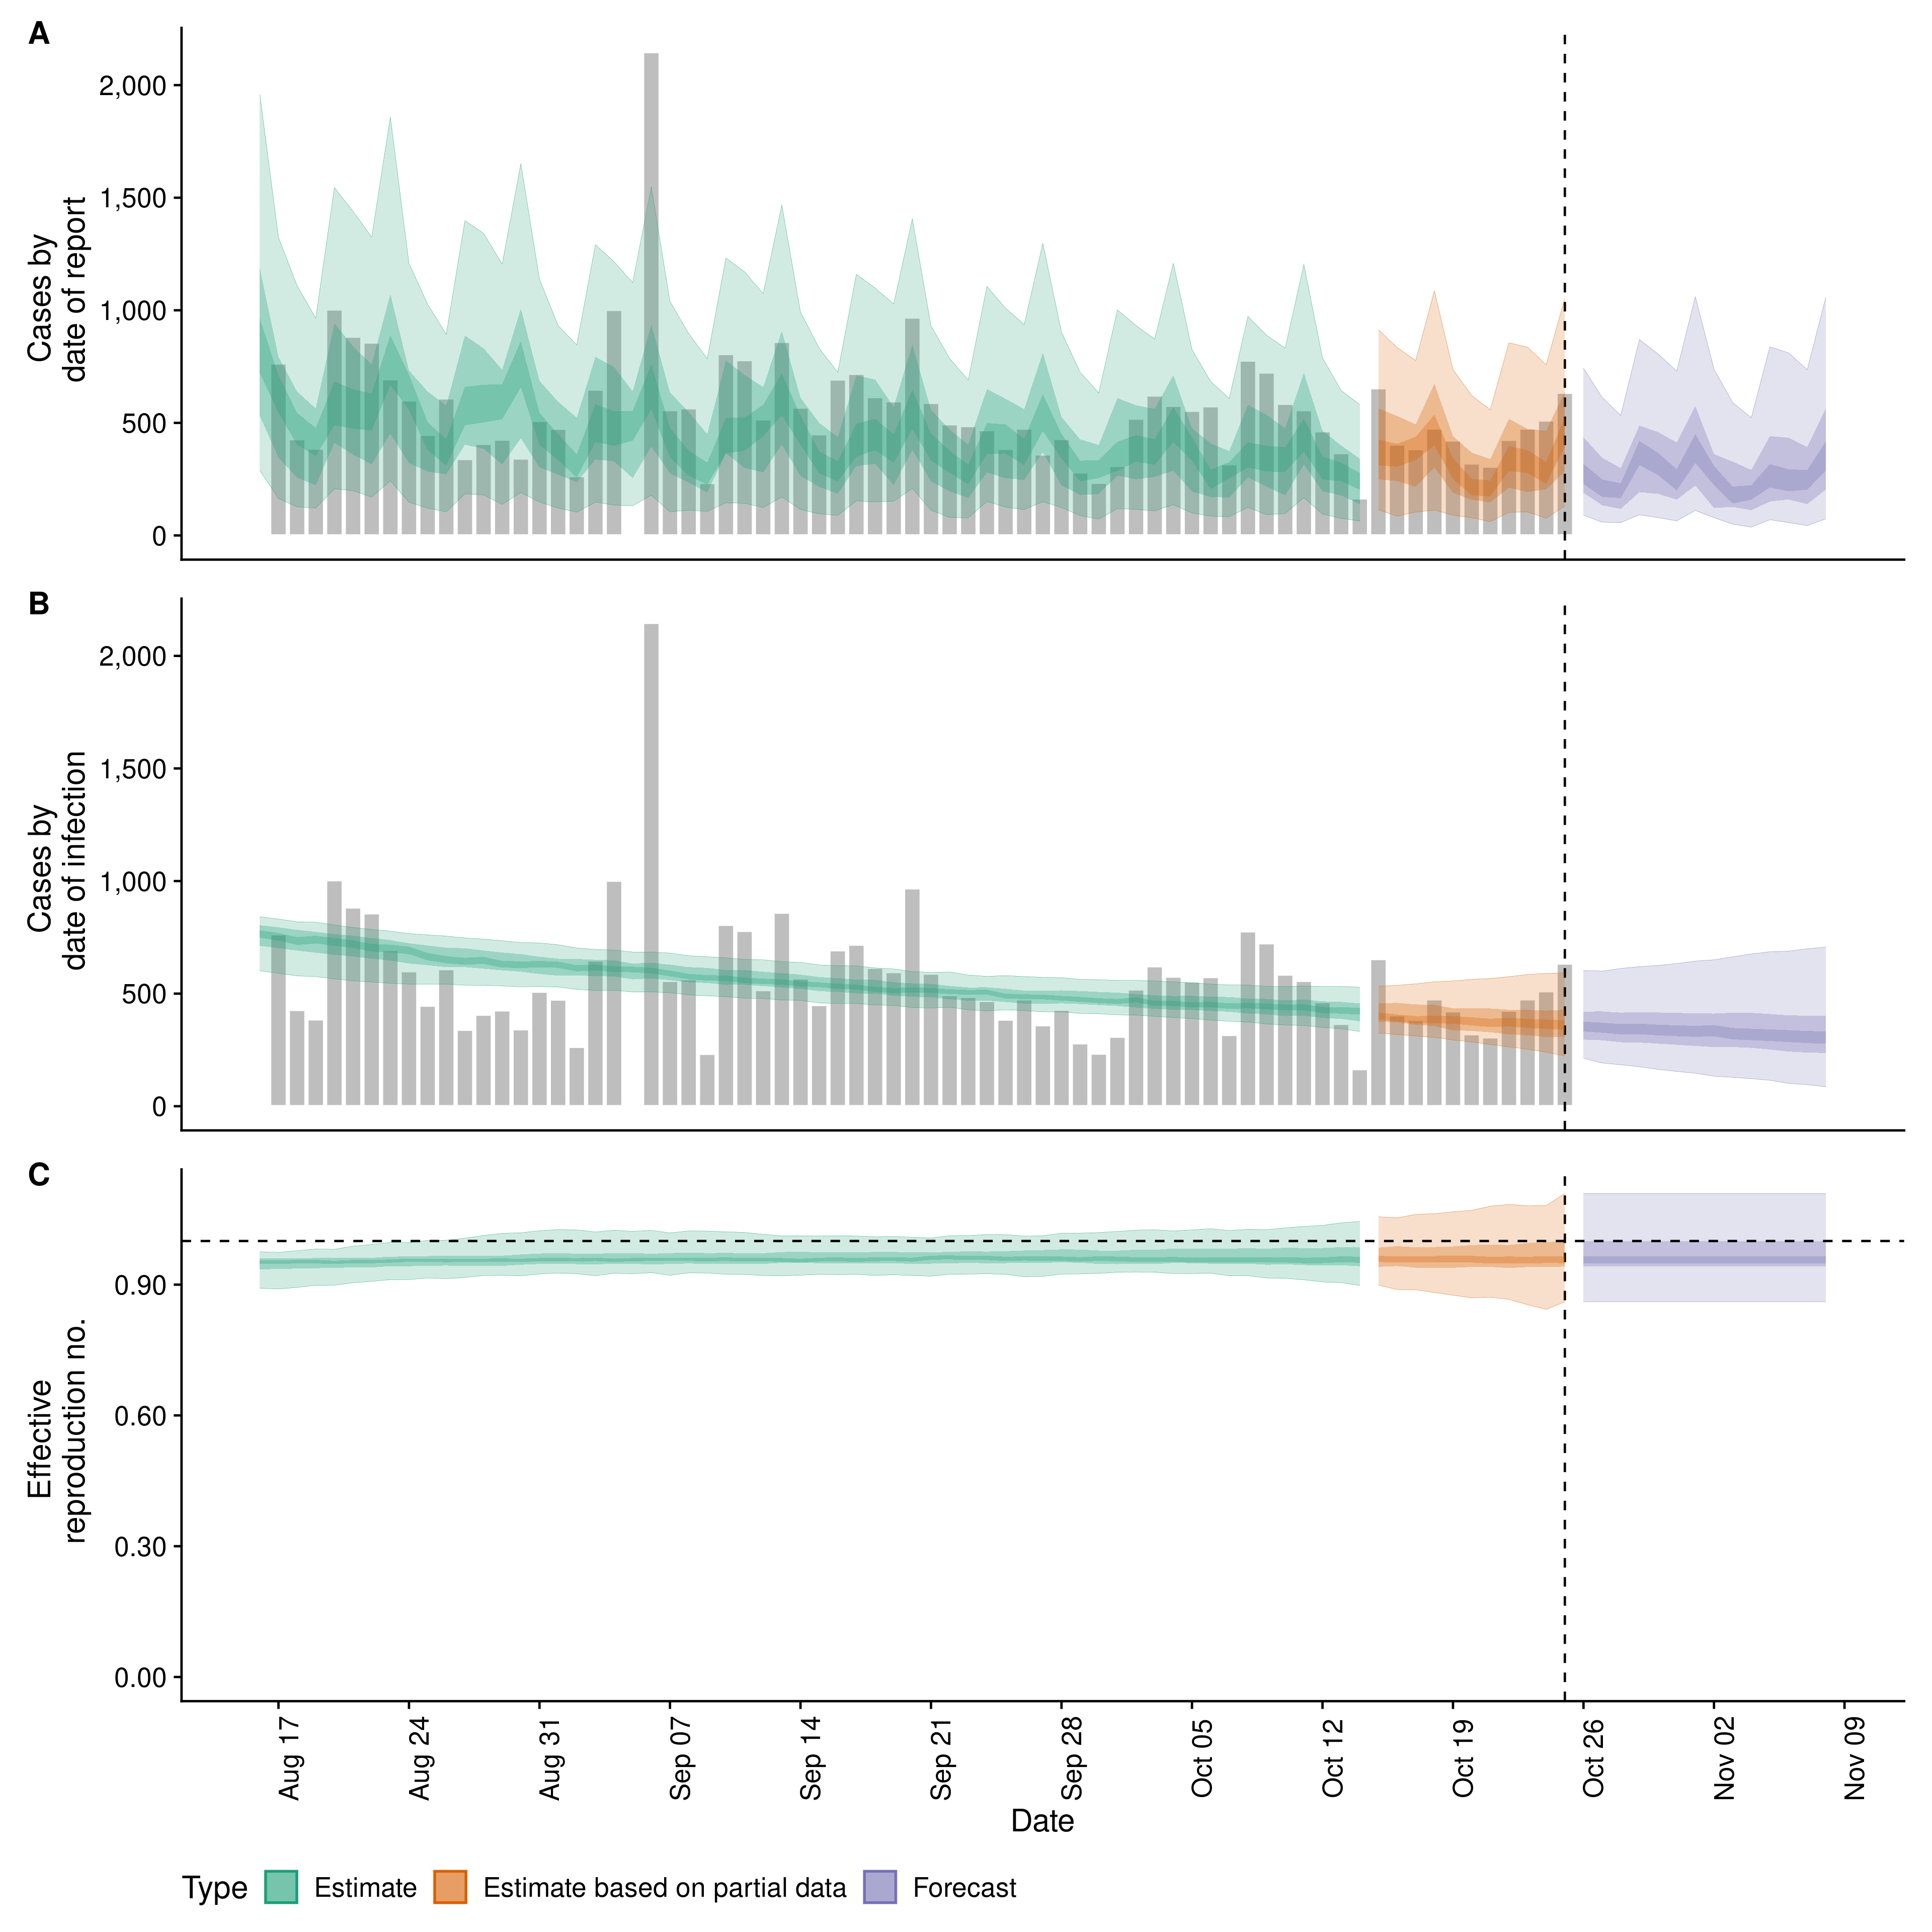 A
Cases by
date of report
2,000
1,500
1,000
500
0
B
Cases by
date of infection
2,000
1,500
1,000
500
0
C
Effective
reproduction no.
0.90
0.60
0.30
0.00
Aug 17
Aug 24
Aug 31
Sep 07
Sep 14
Sep 21
Sep 28
Oct 05
Oct 12
Oct 19
Oct 26
Nov 02
Nov 09
Date
Type
Estimate
Estimate based on partial data
Forecast